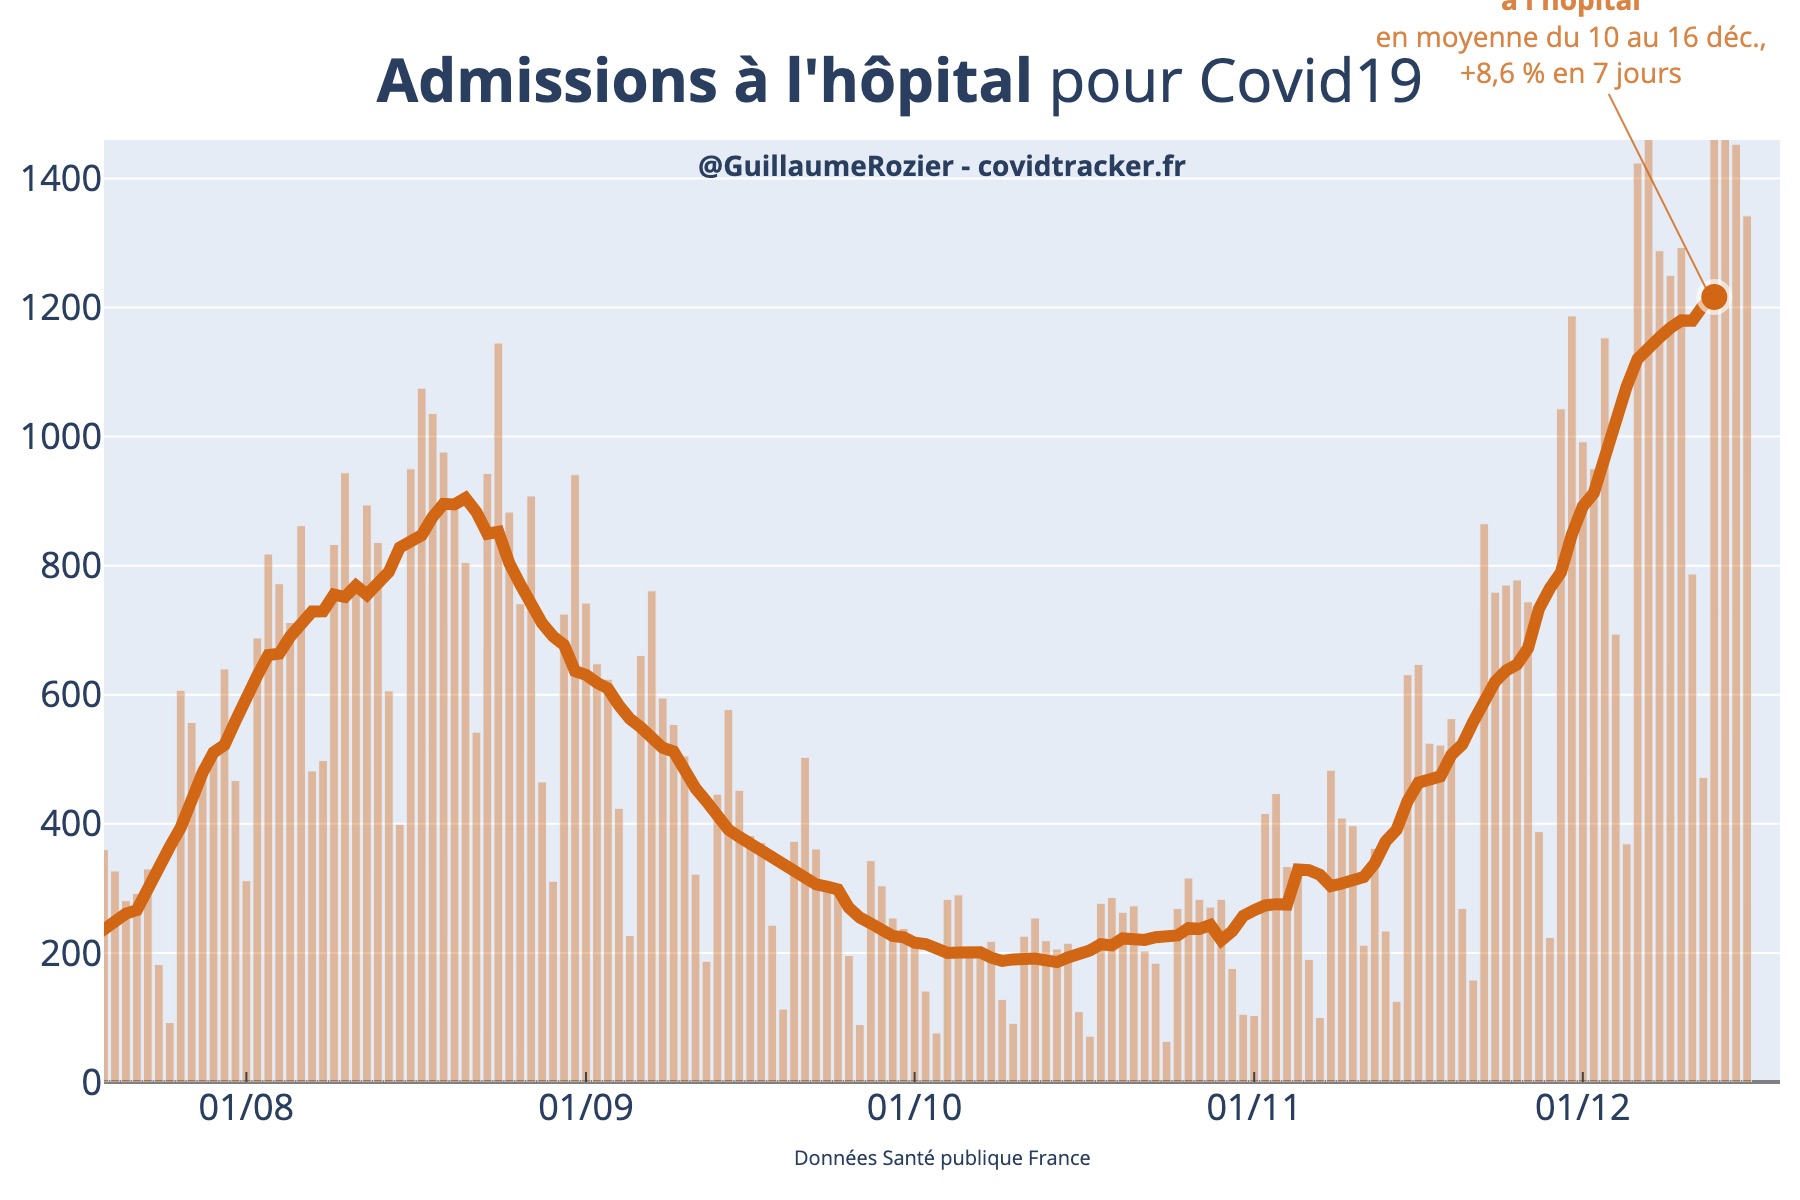 à l'hôpital
en moyenne du 10 au 16 déc.,
+8,6 % en 7 jours
Admissions à l'hôpital pour Covid19
@GuillaumeRozier - covidtracker.fr
1400
1200
1000
800
600
400
200
0
01/08 01/09 01/10 01/11 01/12
Données Santé publique France